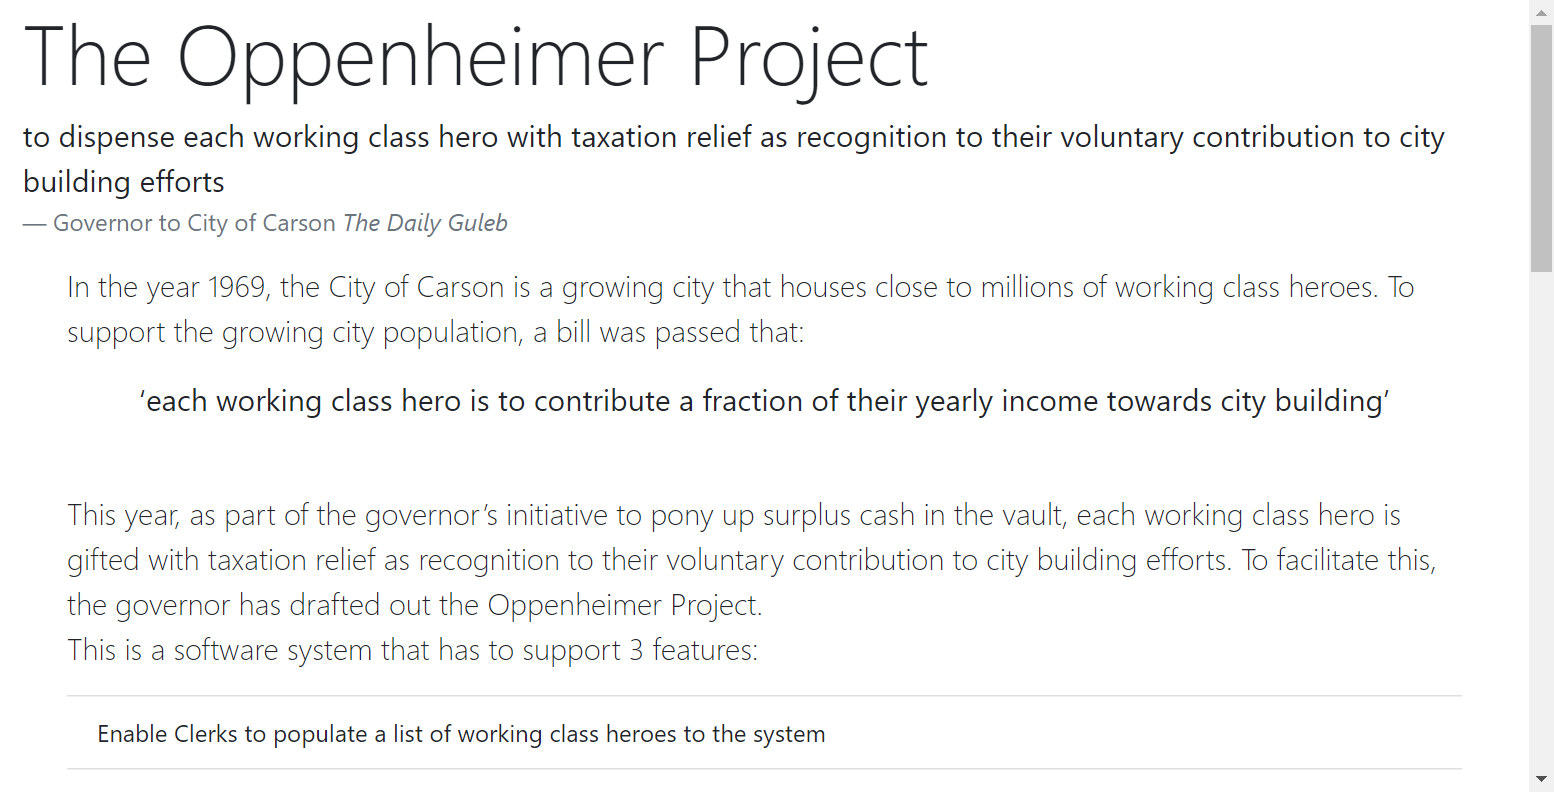 The Oppenheimer Project
to dispense each working class hero with taxation relief as recognition to their voluntary contribution to city
building efforts
— Governor to City of Carson The Daily Guleb
In the year 1969, the City of Carson is a growing city that houses close to millions of working class heroes. To
support the growing city population, a bill was passed that:
‘each working class hero is to contribute a fraction of their yearly income towards city building’
This year, as part of the governor’s initiative to pony up surplus cash in the vault, each working class hero is
gifted with taxation relief as recognition to their voluntary contribution to city building efforts. To facilitate this,
the governor has drafted out the Oppenheimer Project.
This is a software system that has to support 3 features:
Enable Clerks to populate a list of working class heroes to the system